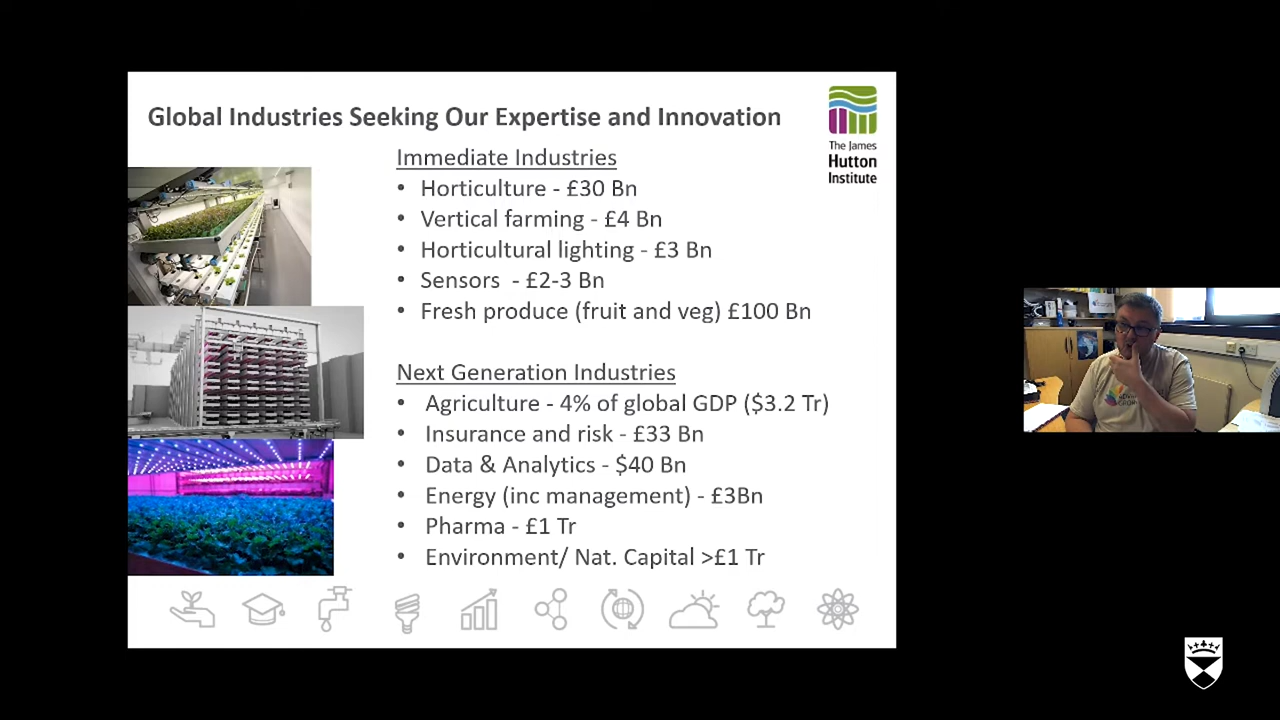 Global Industries Seeking Our Expertise and Innovation
The James
Hutton
Institute
Immediate Industries
• Horticulture - £30 Bn
• Vertical farming - £4 Bn
• Horticultural lighting - £3 Bn
• Sensors - £2-3 Bn
• Fresh produce (fruit and veg) £100 Bn
Next Generation Industries
• Agriculture - 4% of global GDP ($3.2 Tr)
• Insurance and risk - £33 Bn
• Data & Analytics - $40 Bn
• Energy (inc management) - £3Bn
• Pharma - £1 Tr
• Environment/ Nat. Capital >£1 Tr